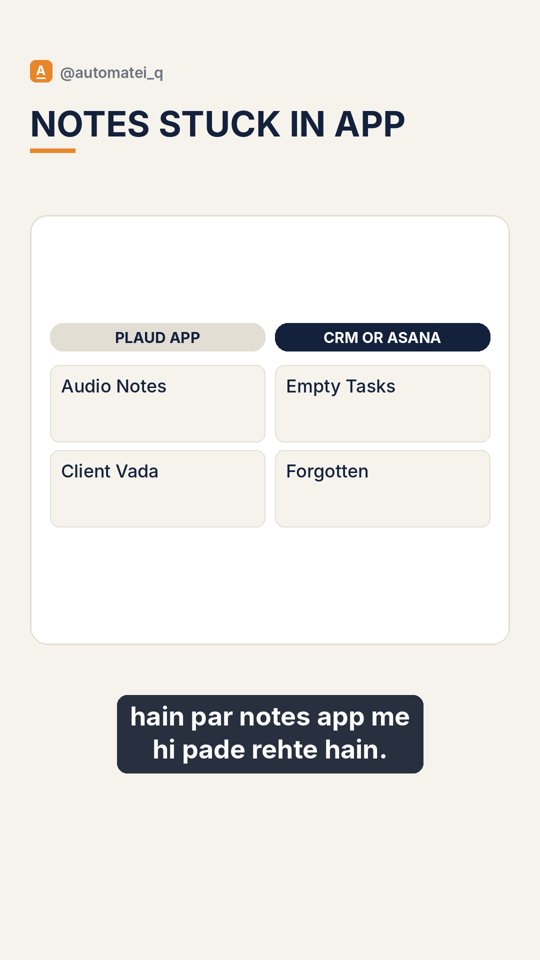 A
@automatei_q
NOTES STUCK IN APP
PLAUD APP
CRM OR ASANA
Audio Notes
Empty Tasks
Client Vada
Forgotten
hain par notes app me
hi pade rehte hain.